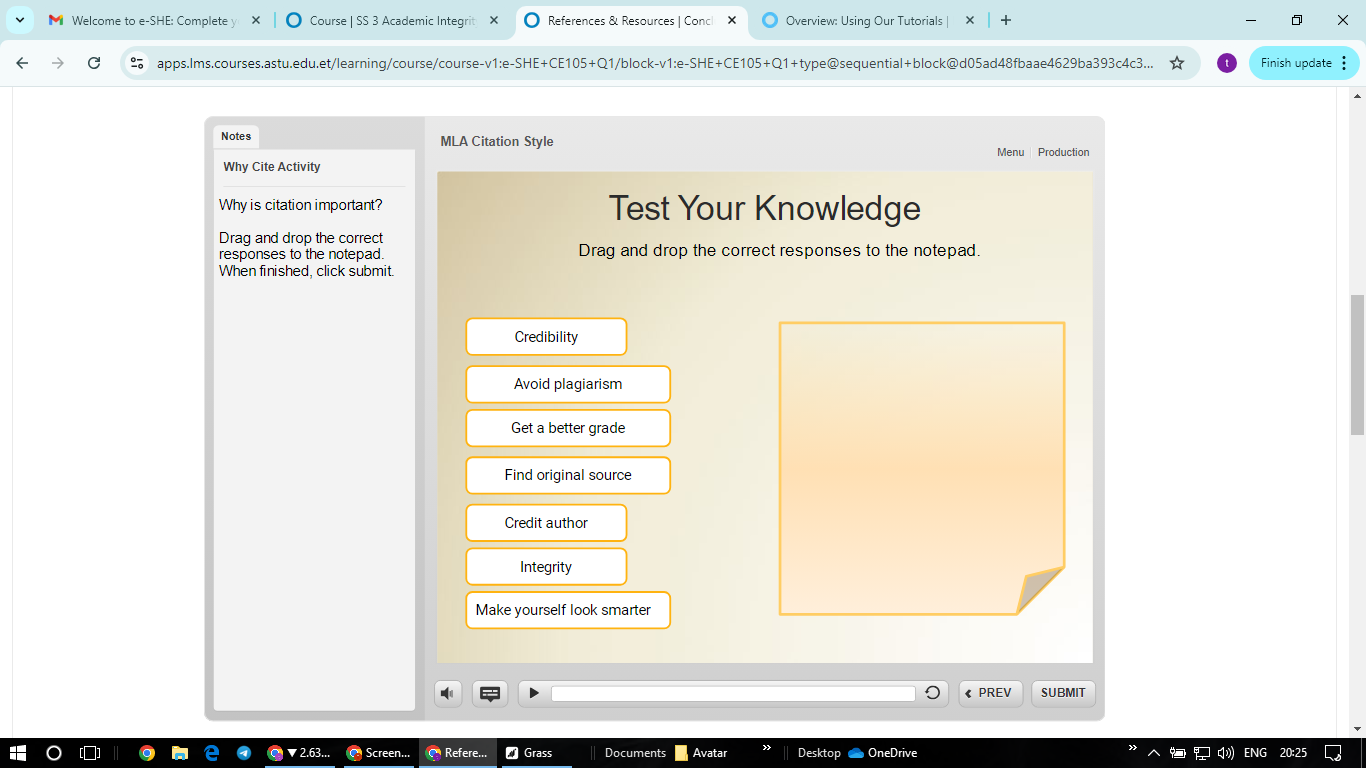 Welcome to e-SHE: Complete y
Course | SS 3 Academic Integrit
References & Resources | Concl
Overview: Using Our Tutorials |
apps.lms.courses.astu.edu.et/learning/course/course-v1:e-SHE+CE105+Q1/block-v1:e-SHE+CE105+Q1+type@sequential+block@d05ad48fbaae4629ba393c4c3...
t
Finish update
Notes
Why Cite Activity
Why is citation important?
Drag and drop the correct
responses to the notepad.
When finished, click submit.
MLA Citation Style
Menu
Production
Test Your Knowledge
Drag and drop the correct responses to the notepad.
Credibility
Avoid plagiarism
Get a better grade
Find original source
Credit author
Integrity
Make yourself look smarter
PREV
SUBMIT
2.63...
Screen...
Refere...
Grass
Documents
Avatar
Desktop
OneDrive
ENG
20:25